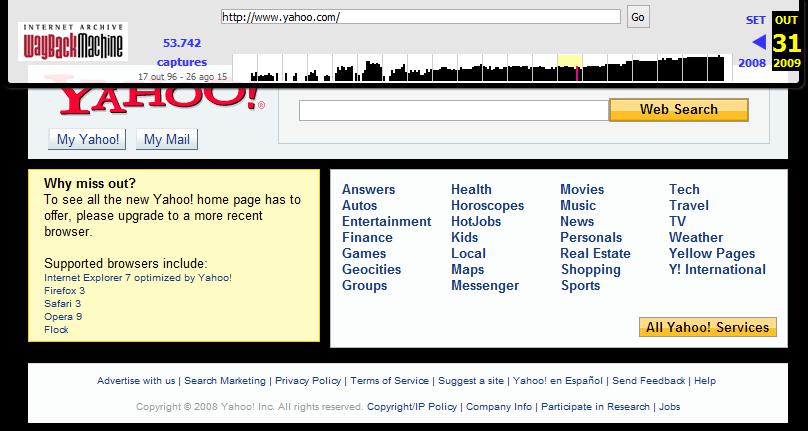 INTERNET ARCHIVE
WayBackMachine
http://www.yahoo.com/ Go
53.742
captures
17 out 96 - 26 ago 15
SET OUT
31
2008 2009
YAHOO!®
Web Search
My Yahoo! My Mail
Why miss out?
To see all the new Yahoo! home page has to
offer, please upgrade to a more recent
browser.
Supported browsers include:
Internet Explorer 7 optimized by Yahoo!
Firefox 3
Safari 3
Opera 9
Flock
Answers Health Movies Tech
Autos Horoscopes Music Travel
Entertainment HotJobs News TV
Finance Kids Personals Weather
Games Local Real Estate Yellow Pages
Geocities Maps Shopping Y! International
Groups Messenger Sports
All Yahoo! Services
Advertise with us | Search Marketing | Privacy Policy | Terms of Service | Suggest a site | Yahoo! en Español | Send Feedback | Help
Copyright © 2008 Yahoo! Inc. All rights reserved. Copyright/IP Policy | Company Info | Participate in Research | Jobs